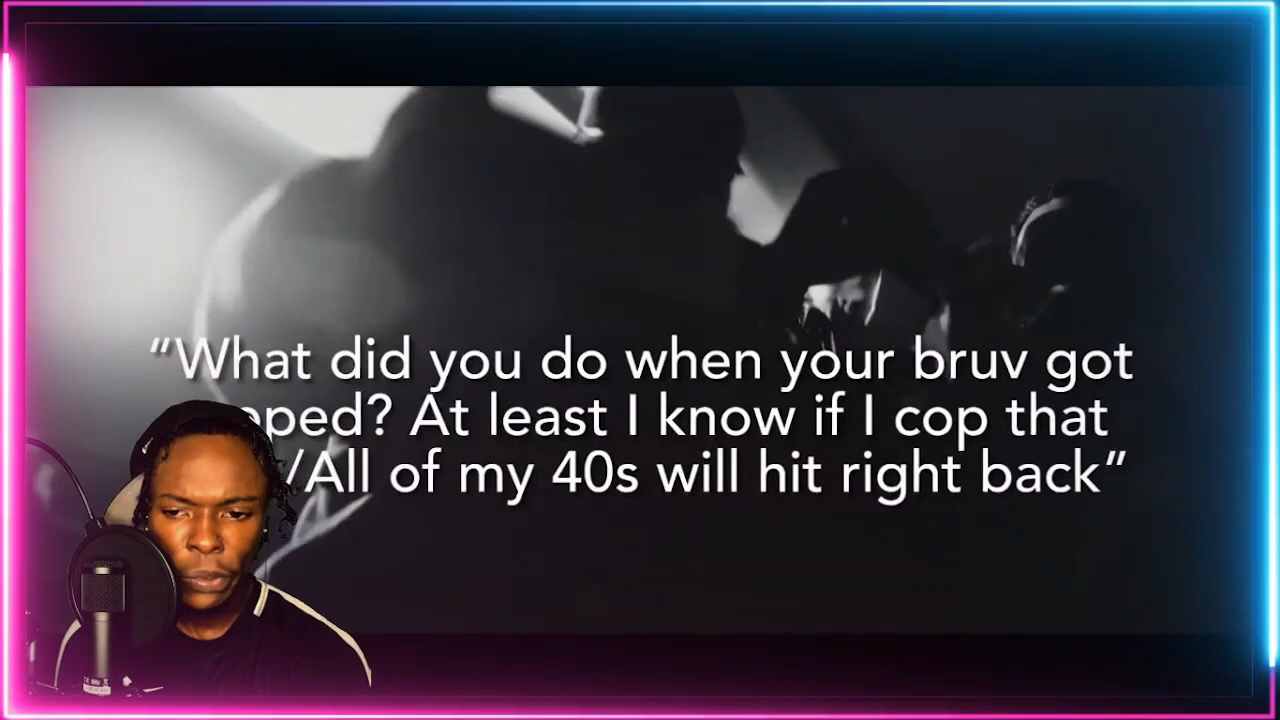 “What did you do when your bruv got
At least I know if I cop that
/All of my 40s will hit right back”